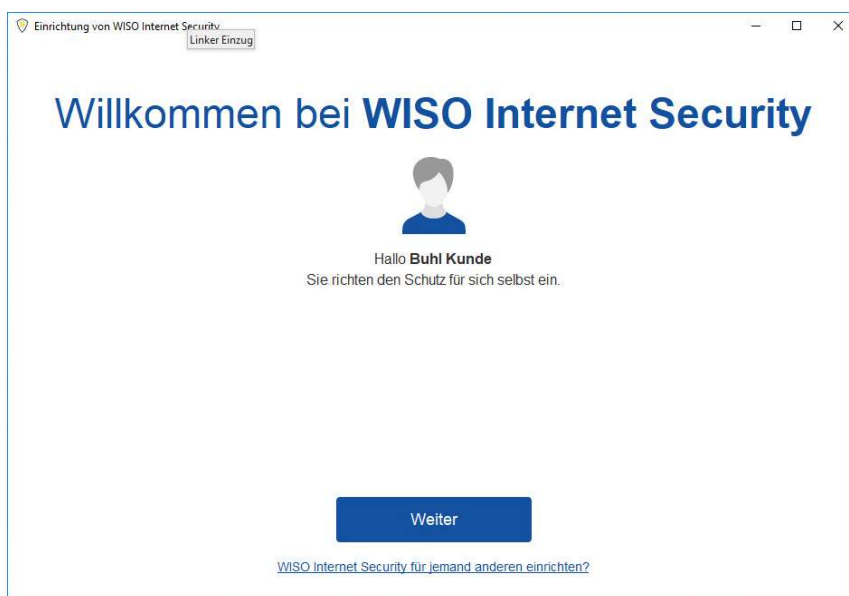 Einrichtung von WISO Internet Security
Linker Einzug
Willkommen bei WISO Internet Security
Hallo Buhl Kunde
Sie richten den Schutz für sich selbst ein.
Weiter
WISO Internet Security für jemand anderen einrichten?